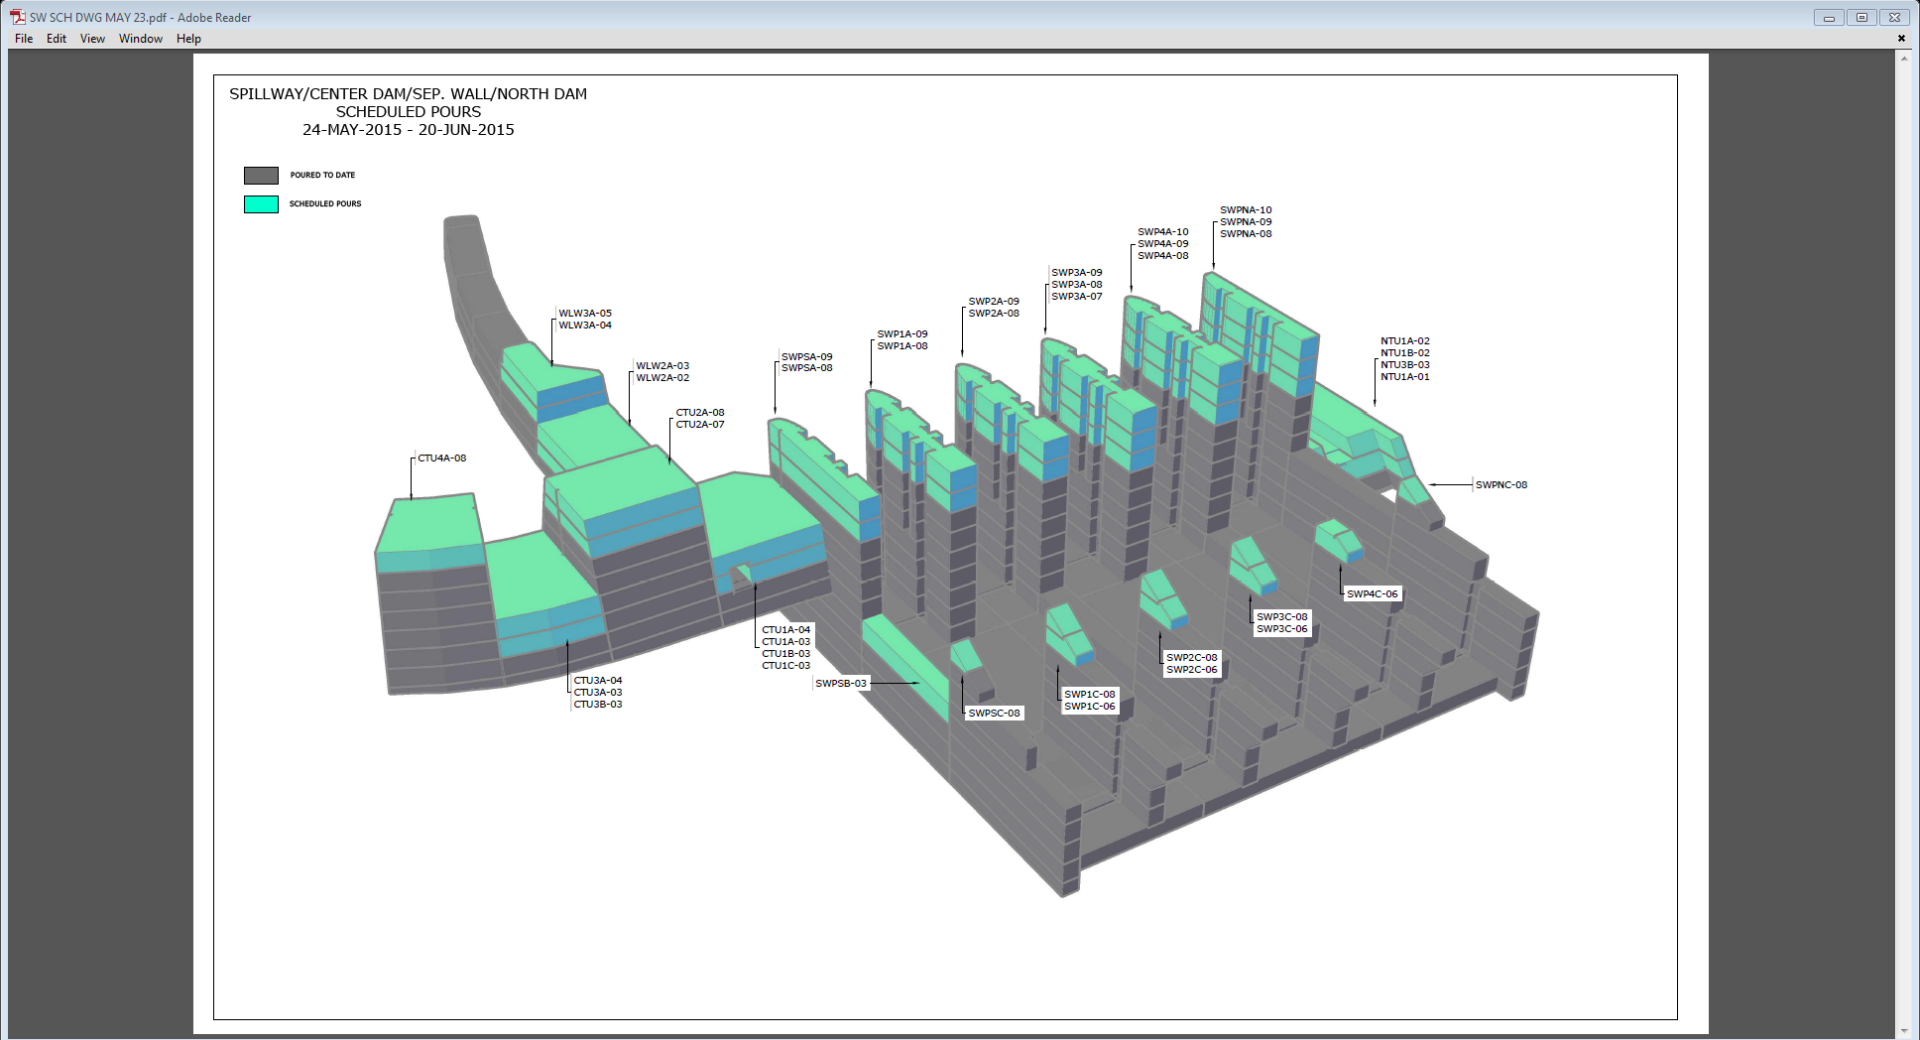 SW SCH DWG MAY 23.pdf - Adobe Reader
File Edit View Window Help
SPILLWAY/CENTER DAM/SEP. WALL/NORTH DAM
SCHEDULED POURS
24-MAY-2015 - 20-JUN-2015
POURED TO DATE
SCHEDULED POURS
SWPNA-10
SWPNA-09
SWPNA-08
SWP4A-10
SWP4A-09
SWP4A-08
SWP3A-09
SWP3A-08
SWP3A-07
SWP2A-09
SWP2A-08
SWP1A-09
SWP1A-08
SWPSA-09
SWPSA-08
WLW3A-05
WLW3A-04
WLW2A-03
WLW2A-02
CTU2A-08
CTU2A-07
CTU4A-08
NTU1A-02
NTU1B-02
NTU3B-03
NTU1A-01
SWPNC-08
SWP4C-06
SWP3C-08
SWP3C-06
SWP2C-08
SWP2C-06
SWP1C-08
SWP1C-06
SWPSC-08
SWPSB-03
CTU1A-04
CTU1A-03
CTU1B-03
CTU1C-03
CTU3A-04
CTU3A-03
CTU3B-03